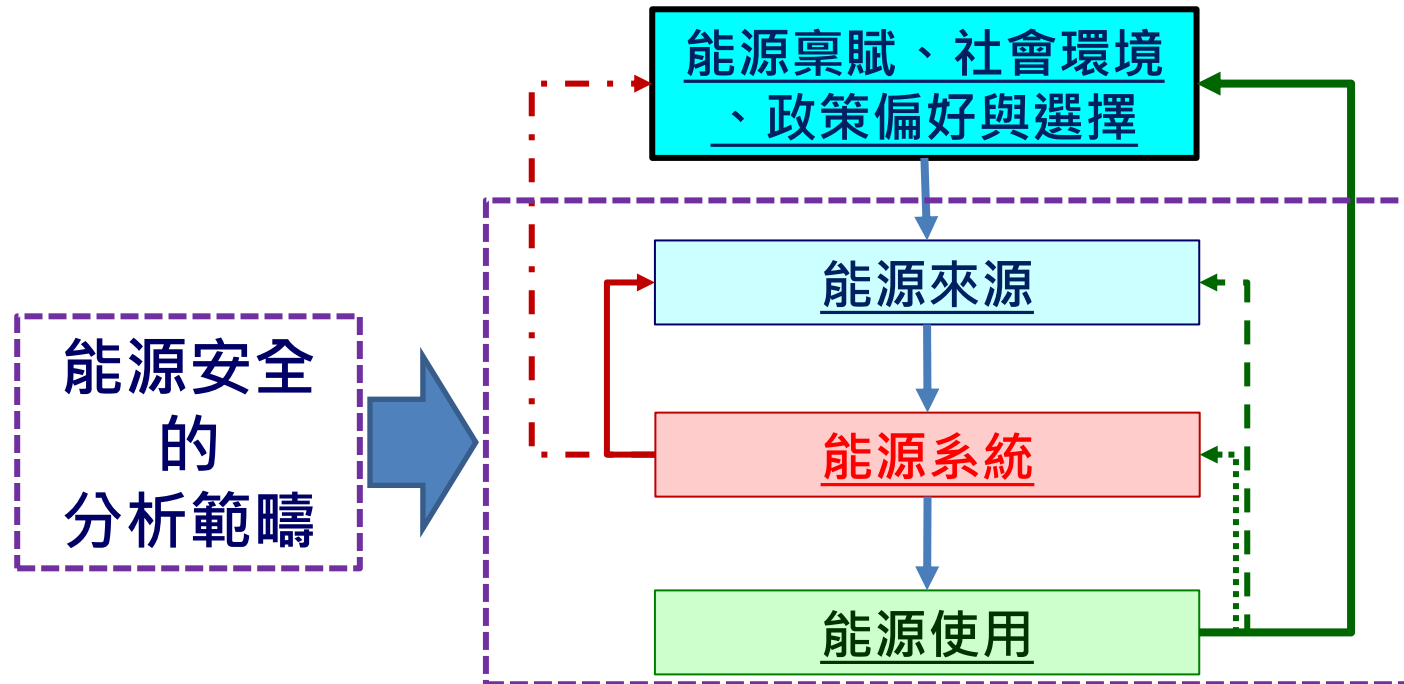 能源禀賦、社會環境
、政策偏好與選擇
能源來源
能源安全
的
分析範疇
能源系統
能源使用